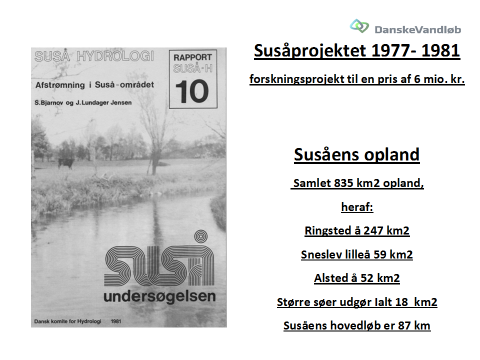 DanskeVandløb
Susåprojektet 1977- 1981
forskningsprojekt til en pris af 6 mio. kr.
SUSÅ HYDROLOGI
RAPPORT
SUSÅ-H
10
Afstrømning i Suså-området
S.Bjarnov og J.Lundager Jensen
suså
undersøgelsen
Dansk komite for Hydrologi 1981
Susåens opland
Samlet 835 km2 opland,
heraf:
Ringsted å 247 km2
Sneslev lilleå 59 km2
Alsted å 52 km2
Større søer udgør Ialt 18 km2
Susåens hovedløb er 87 km